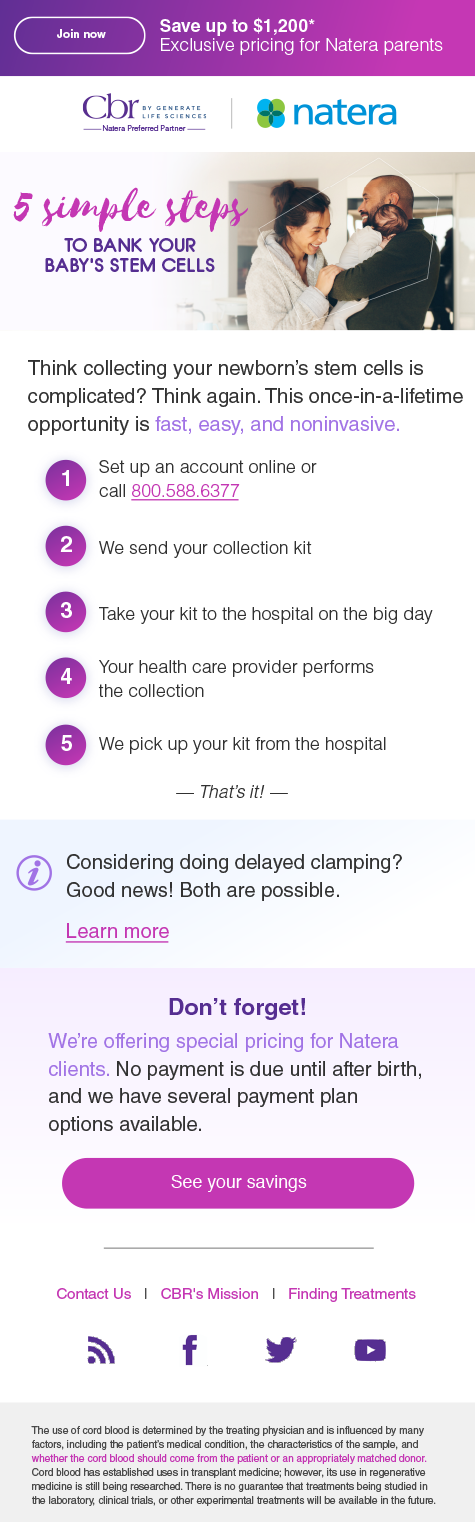 Join now
Save up to $1,200*
Exclusive pricing for Natera parents
Cbr BY GENERATE LIFE SCIENCES
Natera Preferred Partner
natera
5 simple steps
TO BANK YOUR
BABY'S STEM CELLS
Think collecting your newborn's stem cells is
complicated? Think again. This once-in-a-lifetime
opportunity is fast, easy, and noninvasive.
1
Set up an account online or
call 800.588.6377
2
We send your collection kit
3
Take your kit to the hospital on the big day
4
Your health care provider performs
the collection
5
We pick up your kit from the hospital
— That's it! —
Considering doing delayed clamping?
Good news! Both are possible.
Learn more
Don't forget!
We're offering special pricing for Natera
clients. No payment is due until after birth,
and we have several payment plan
options available.
See your savings
Contact Us | CBR's Mission | Finding Treatments
The use of cord blood is determined by the treating physician and is influenced by many
factors, including the patient's medical condition, the characteristics of the sample, and
whether the cord blood should come from the patient or an appropriately matched donor.
Cord blood has established uses in transplant medicine; however, its use in regenerative
medicine is still being researched. There is no guarantee that treatments being studied in
the laboratory, clinical trials, or other experimental treatments will be available in the future.